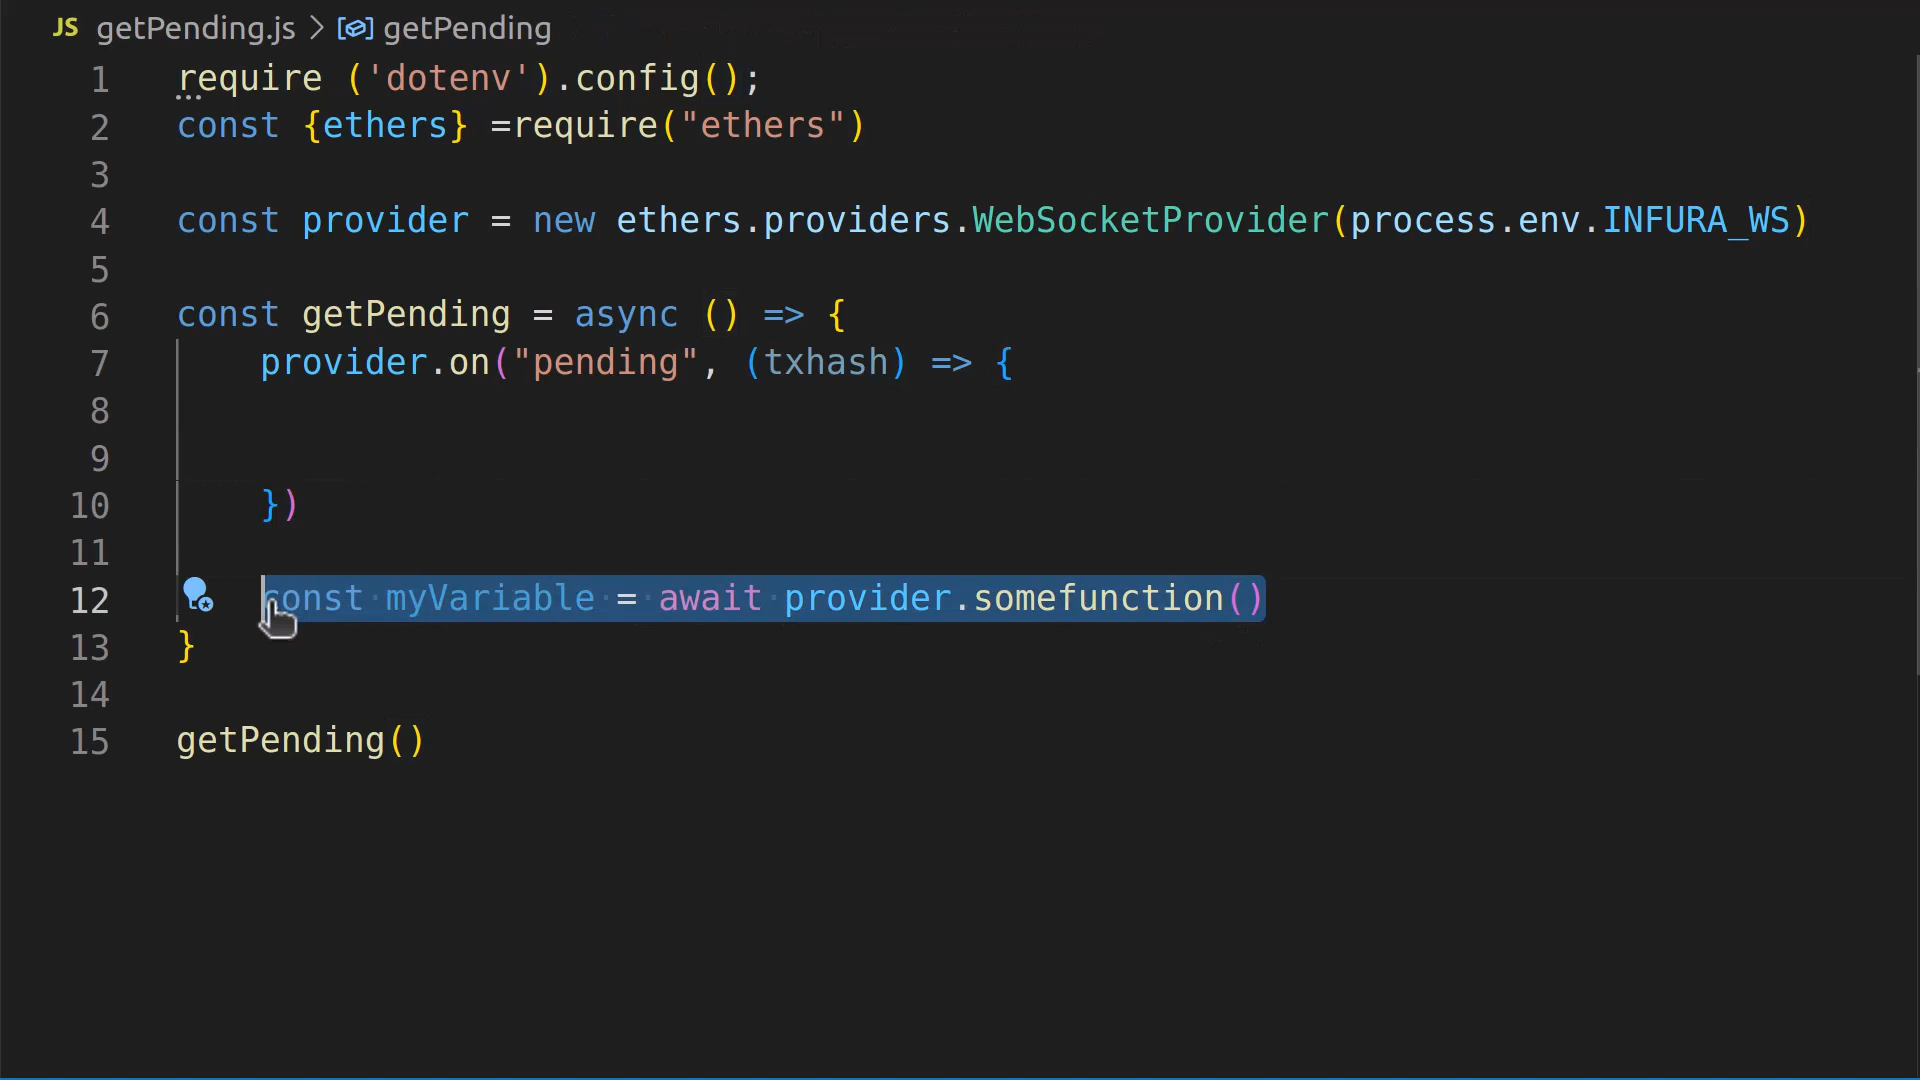 JS getPending.js > getPending
1 require ('dotenv').config();
2 const {ethers} =require("ethers")
3
4 const provider = new ethers.providers.WebSocketProvider(process.env.INFURA_WS)
5
6 const getPending = async () => {
7 provider.on("pending", (txhash) => {
8
9
10 })
11
12 const myVariable = await provider.somefunction()
13 }
14
15 getPending()